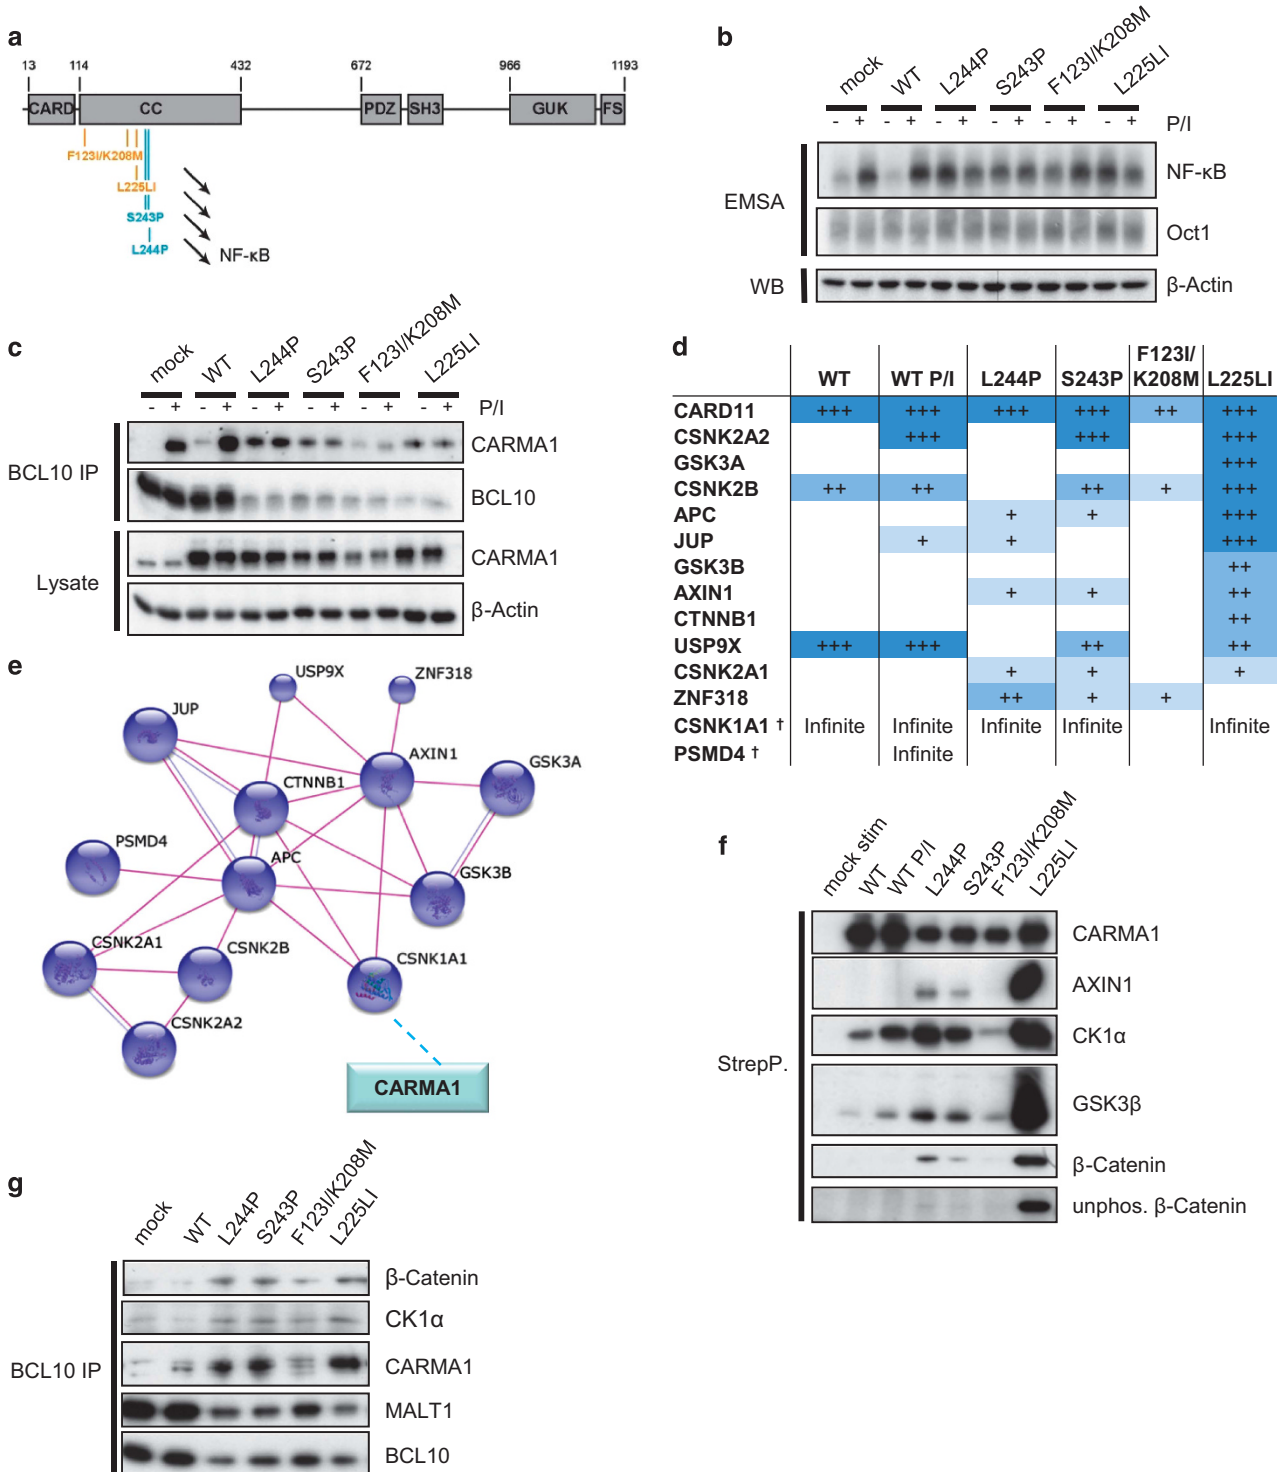 a
13 114 432 672 966 1193
CARD CC PDZ SH3 GUK FS
F123I/K208M
L225LI
S243P
L244P
NF-κB
b
mock WT L244P S243P F123I/K208M L225LI
- + - + - + - + - + - + P/I
EMSA
NF-κB
Oct1
WB
β-Actin
c
mock WT L244P S243P F123I/K208M L225LI
- + - + - + - + - + - + P/I
BCL10 IP
CARMA1
BCL10
Lysate
CARMA1
β-Actin
d
WT WT P/I L244P S243P F123I/K208M L225LI
CARD11 +++ +++ +++ +++ ++ +++
CSNK2A2 +++ +++ +++
GSK3A +++
CSNK2B ++ ++ ++ + +++
APC + + +++
JUP + + +++
GSK3B ++
AXIN1 + + ++
CTNNB1 ++
USP9X +++ +++ ++ ++
CSNK2A1 + + +
ZNF318 ++ + +
CSNK1A1 † Infinite Infinite Infinite Infinite Infinite
PSMD4 † Infinite
e
USP9X
ZNF318
JUP
AXIN1
GSK3A
CTNNB1
PSMD4
APC
GSK3B
CSNK2A1
CSNK2B
CSNK1A1
CSNK2A2
CARMA1
f
mock stim WT WT P/I L244P S243P F123I/K208M L225LI
StrepP.
CARMA1
AXIN1
CK1α
GSK3β
β-Catenin
unphos. β-Catenin
g
mock WT L244P S243P F123I/K208M L225LI
BCL10 IP
β-Catenin
CK1α
CARMA1
MALT1
BCL10